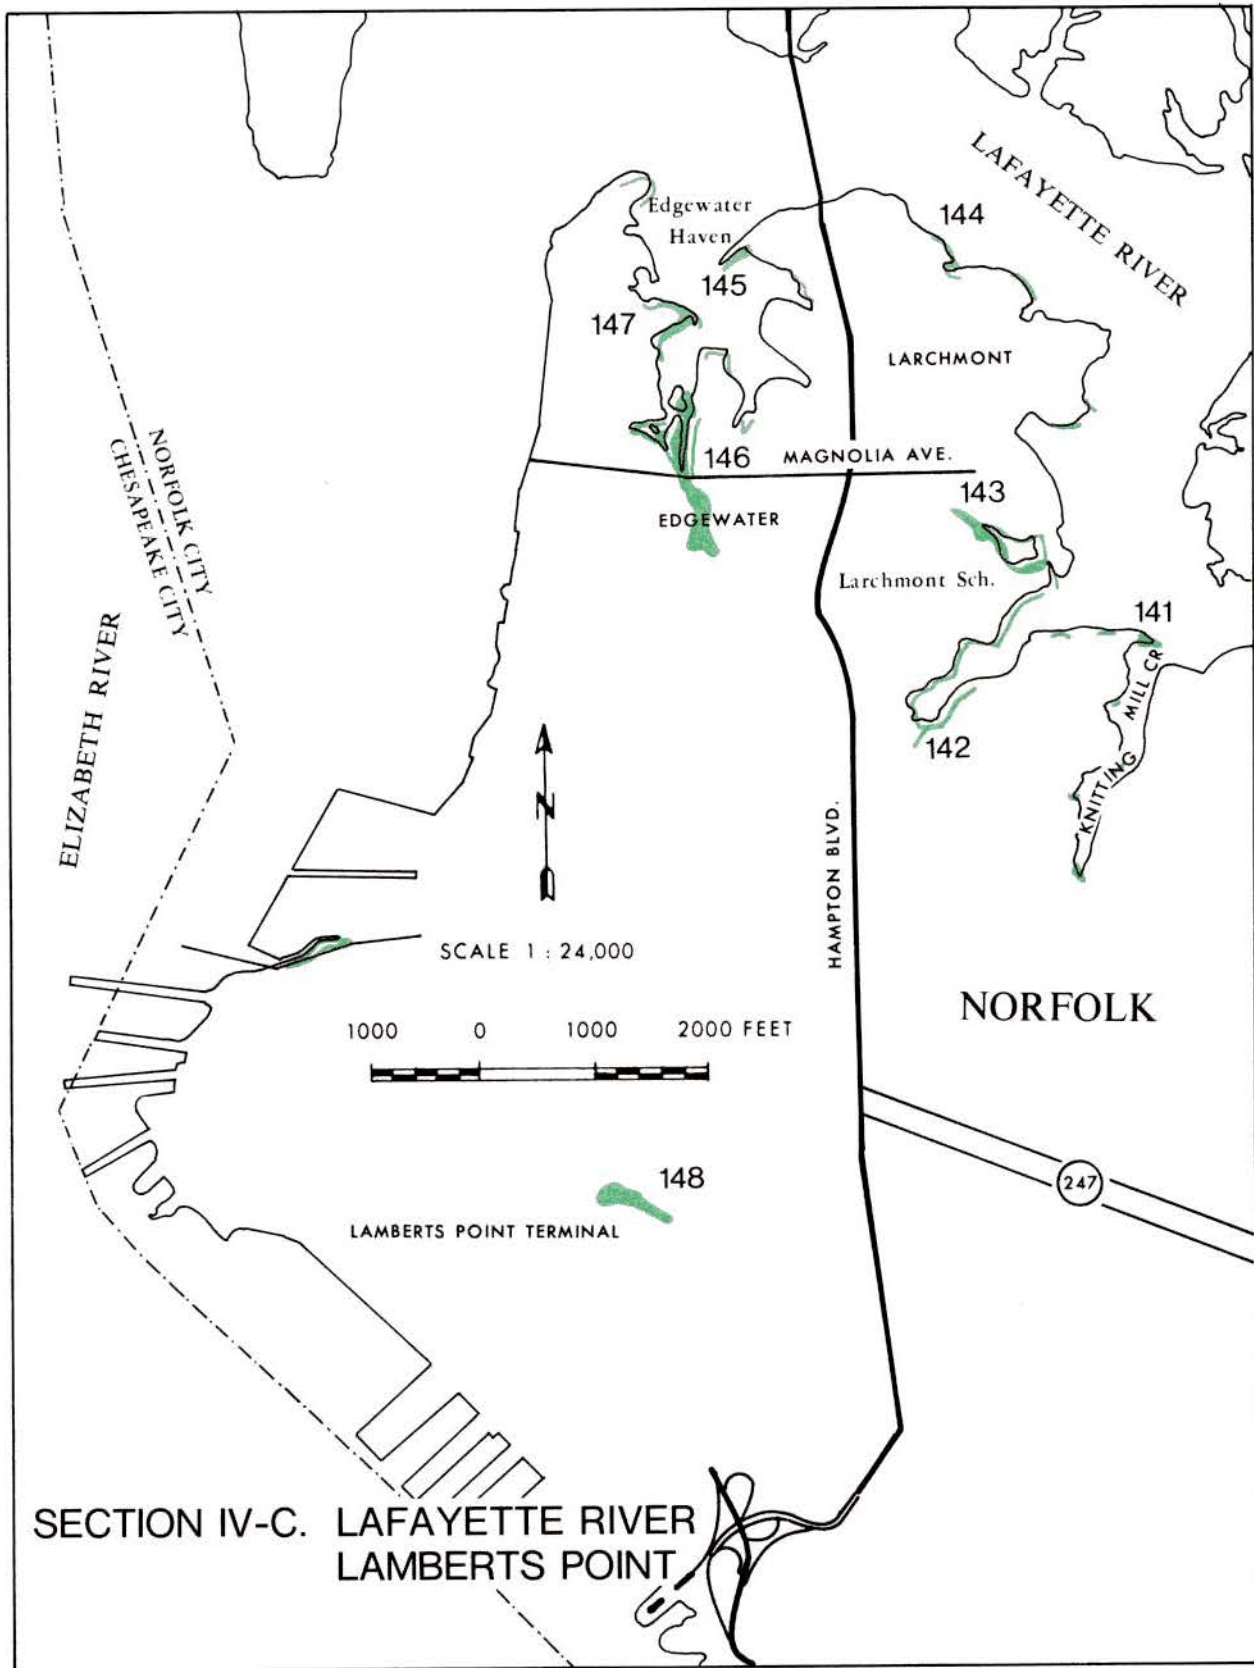 LAFAYETTE RIVER
144
Edgewater
Haven
145
147
LARCHMONT
146
MAGNOLIA AVE.
143
EDGEWATER
NORFOLK CITY
CHESAPEAKE CITY
Larchmont Sch.
141
KNITTING MILL CR
142
ELIZABETH RIVER
N
HAMPTON BLVD.
SCALE 1 : 24,000
NORFOLK
1000 0 1000 2000 FEET
148
247
LAMBERTS POINT TERMINAL
SECTION IV-C. LAFAYETTE RIVER
LAMBERTS POINT